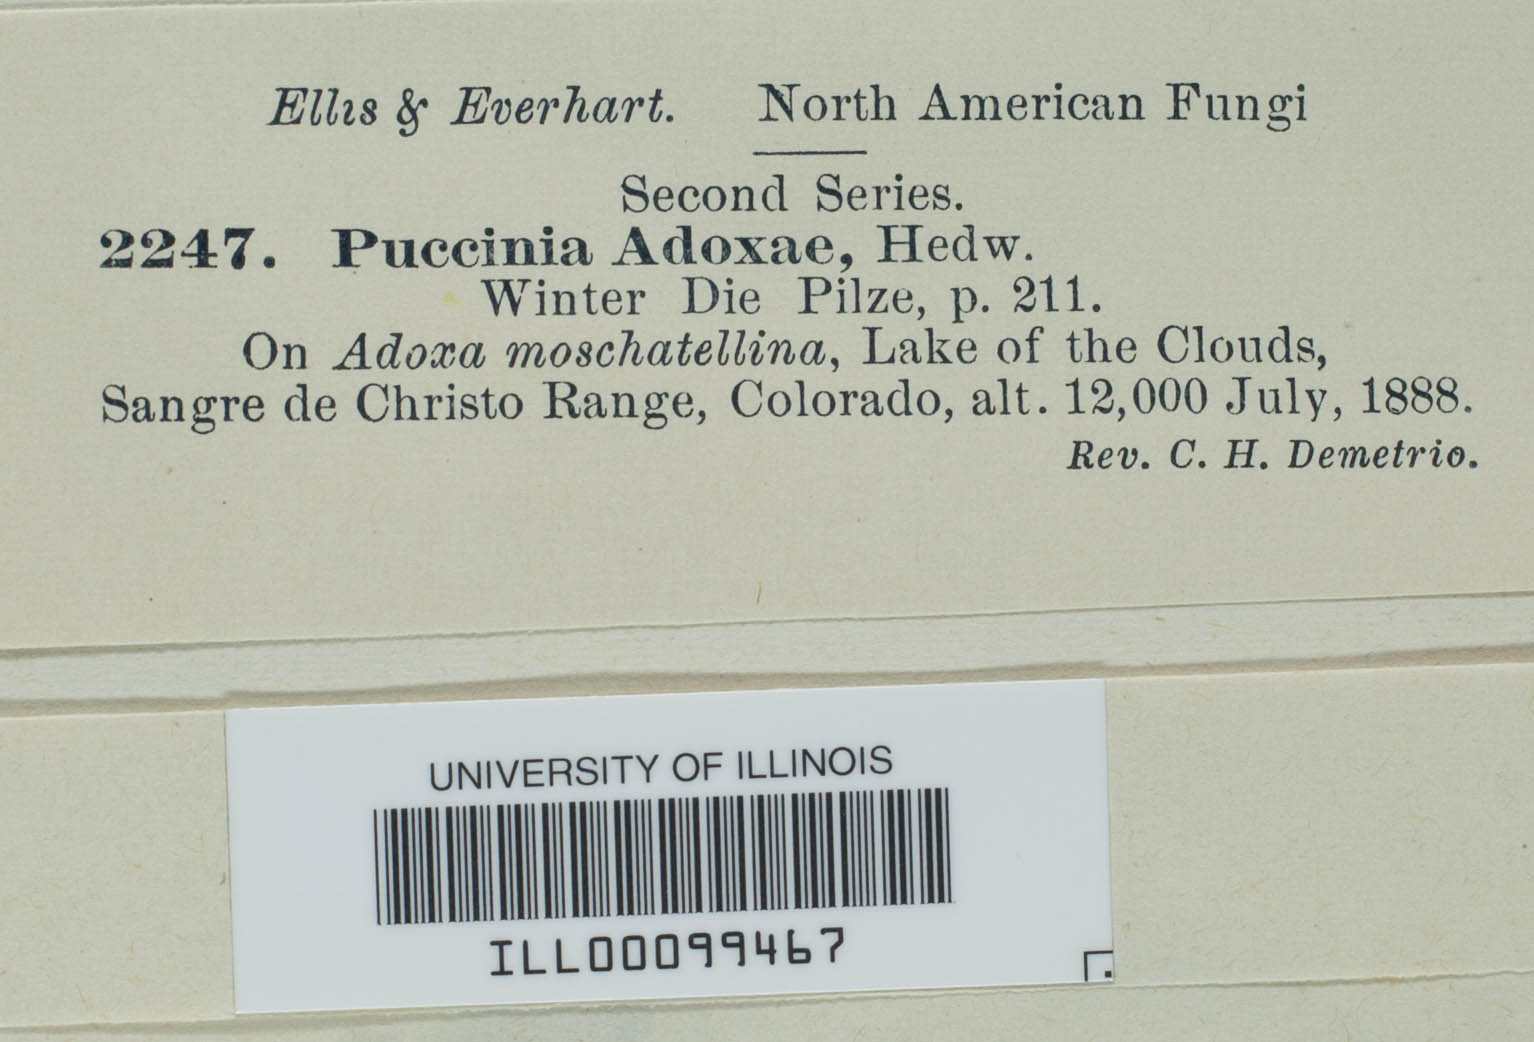 Ellis & Everhart. North American Fungi
Second Series.
2247. Puccinia Adoxae, Hedw.
Winter Die Pilze, p. 211.
On Adoxa moschatellina, Lake of the Clouds,
Sangre de Christo Range, Colorado, alt. 12,000 July, 1888.
Rev. C. H. Demetrio.
UNIVERSITY OF ILLINOIS
ILL00099467